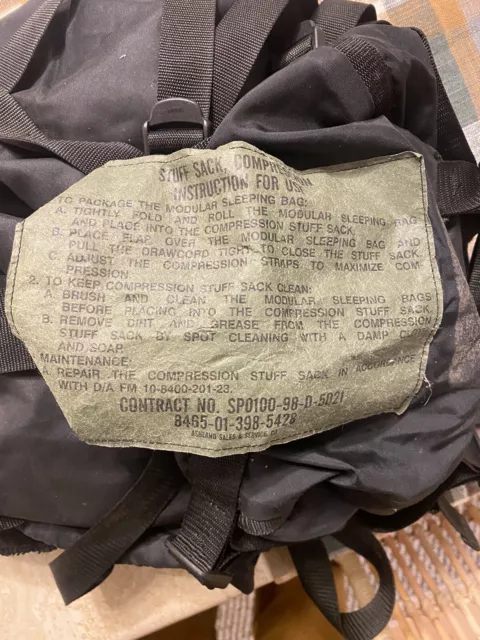 STUFF SACK, COMPRESSION
INSTRUCTION FOR USE
TO PACKAGE THE MODULAR SLEEPING BAG:
A. TIGHTLY FOLD AND ROLL THE MODULAR SLEEPING BAG
AND PLACE INTO THE COMPRESSION STUFF SACK.
B. PLACE FLAP OVER THE MODULAR SLEEPING BAG AND
PULL THE DRAWCORD TIGHT TO CLOSE THE STUFF SACK.
C. ADJUST THE COMPRESSION STRAPS TO MAXIMIZE COM-
PRESSION.
2. TO KEEP COMPRESSION STUFF SACK CLEAN:
A. BRUSH AND CLEAN THE MODULAR SLEEPING BAGS
BEFORE PLACING INTO THE COMPRESSION STUFF SACK.
B. REMOVE DIRT AND GREASE FROM THE COMPRESSION
STUFF SACK BY SPOT CLEANING WITH A DAMP
AND SOAP.
MAINTENANCE:
A. REPAIR THE COMPRESSION STUFF SACK IN ACCORDANCE
WITH D/A FM 10-8400-201-23.
CONTRACT NO. SP0100-98-D-5021
8465-01-398-5428
ASHLAND SALES & SERVICE, CO